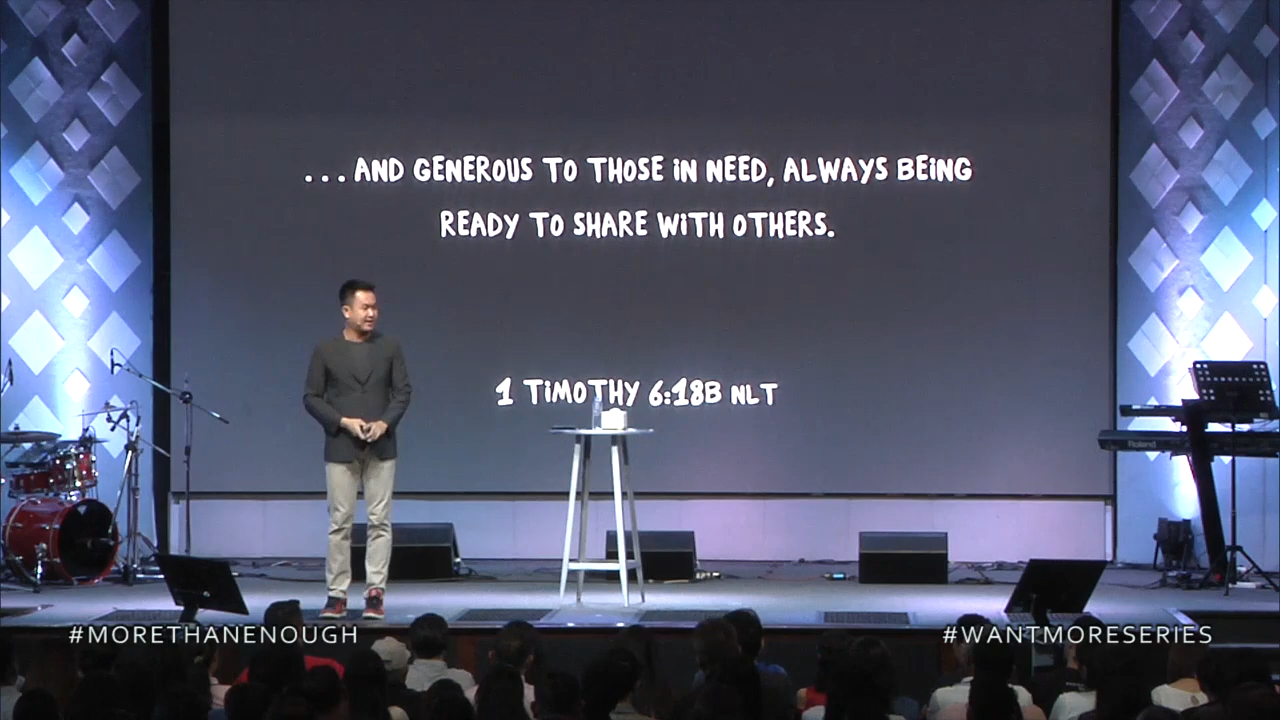 ... AND GENEROUS TO THOSE IN NEED, ALWAYS BEING
READY TO SHARE WITH OTHERS.
1 TIMOTHY 6:18B NLT
Roland
#MORETHANENOUGH
#WANTMORESERIES